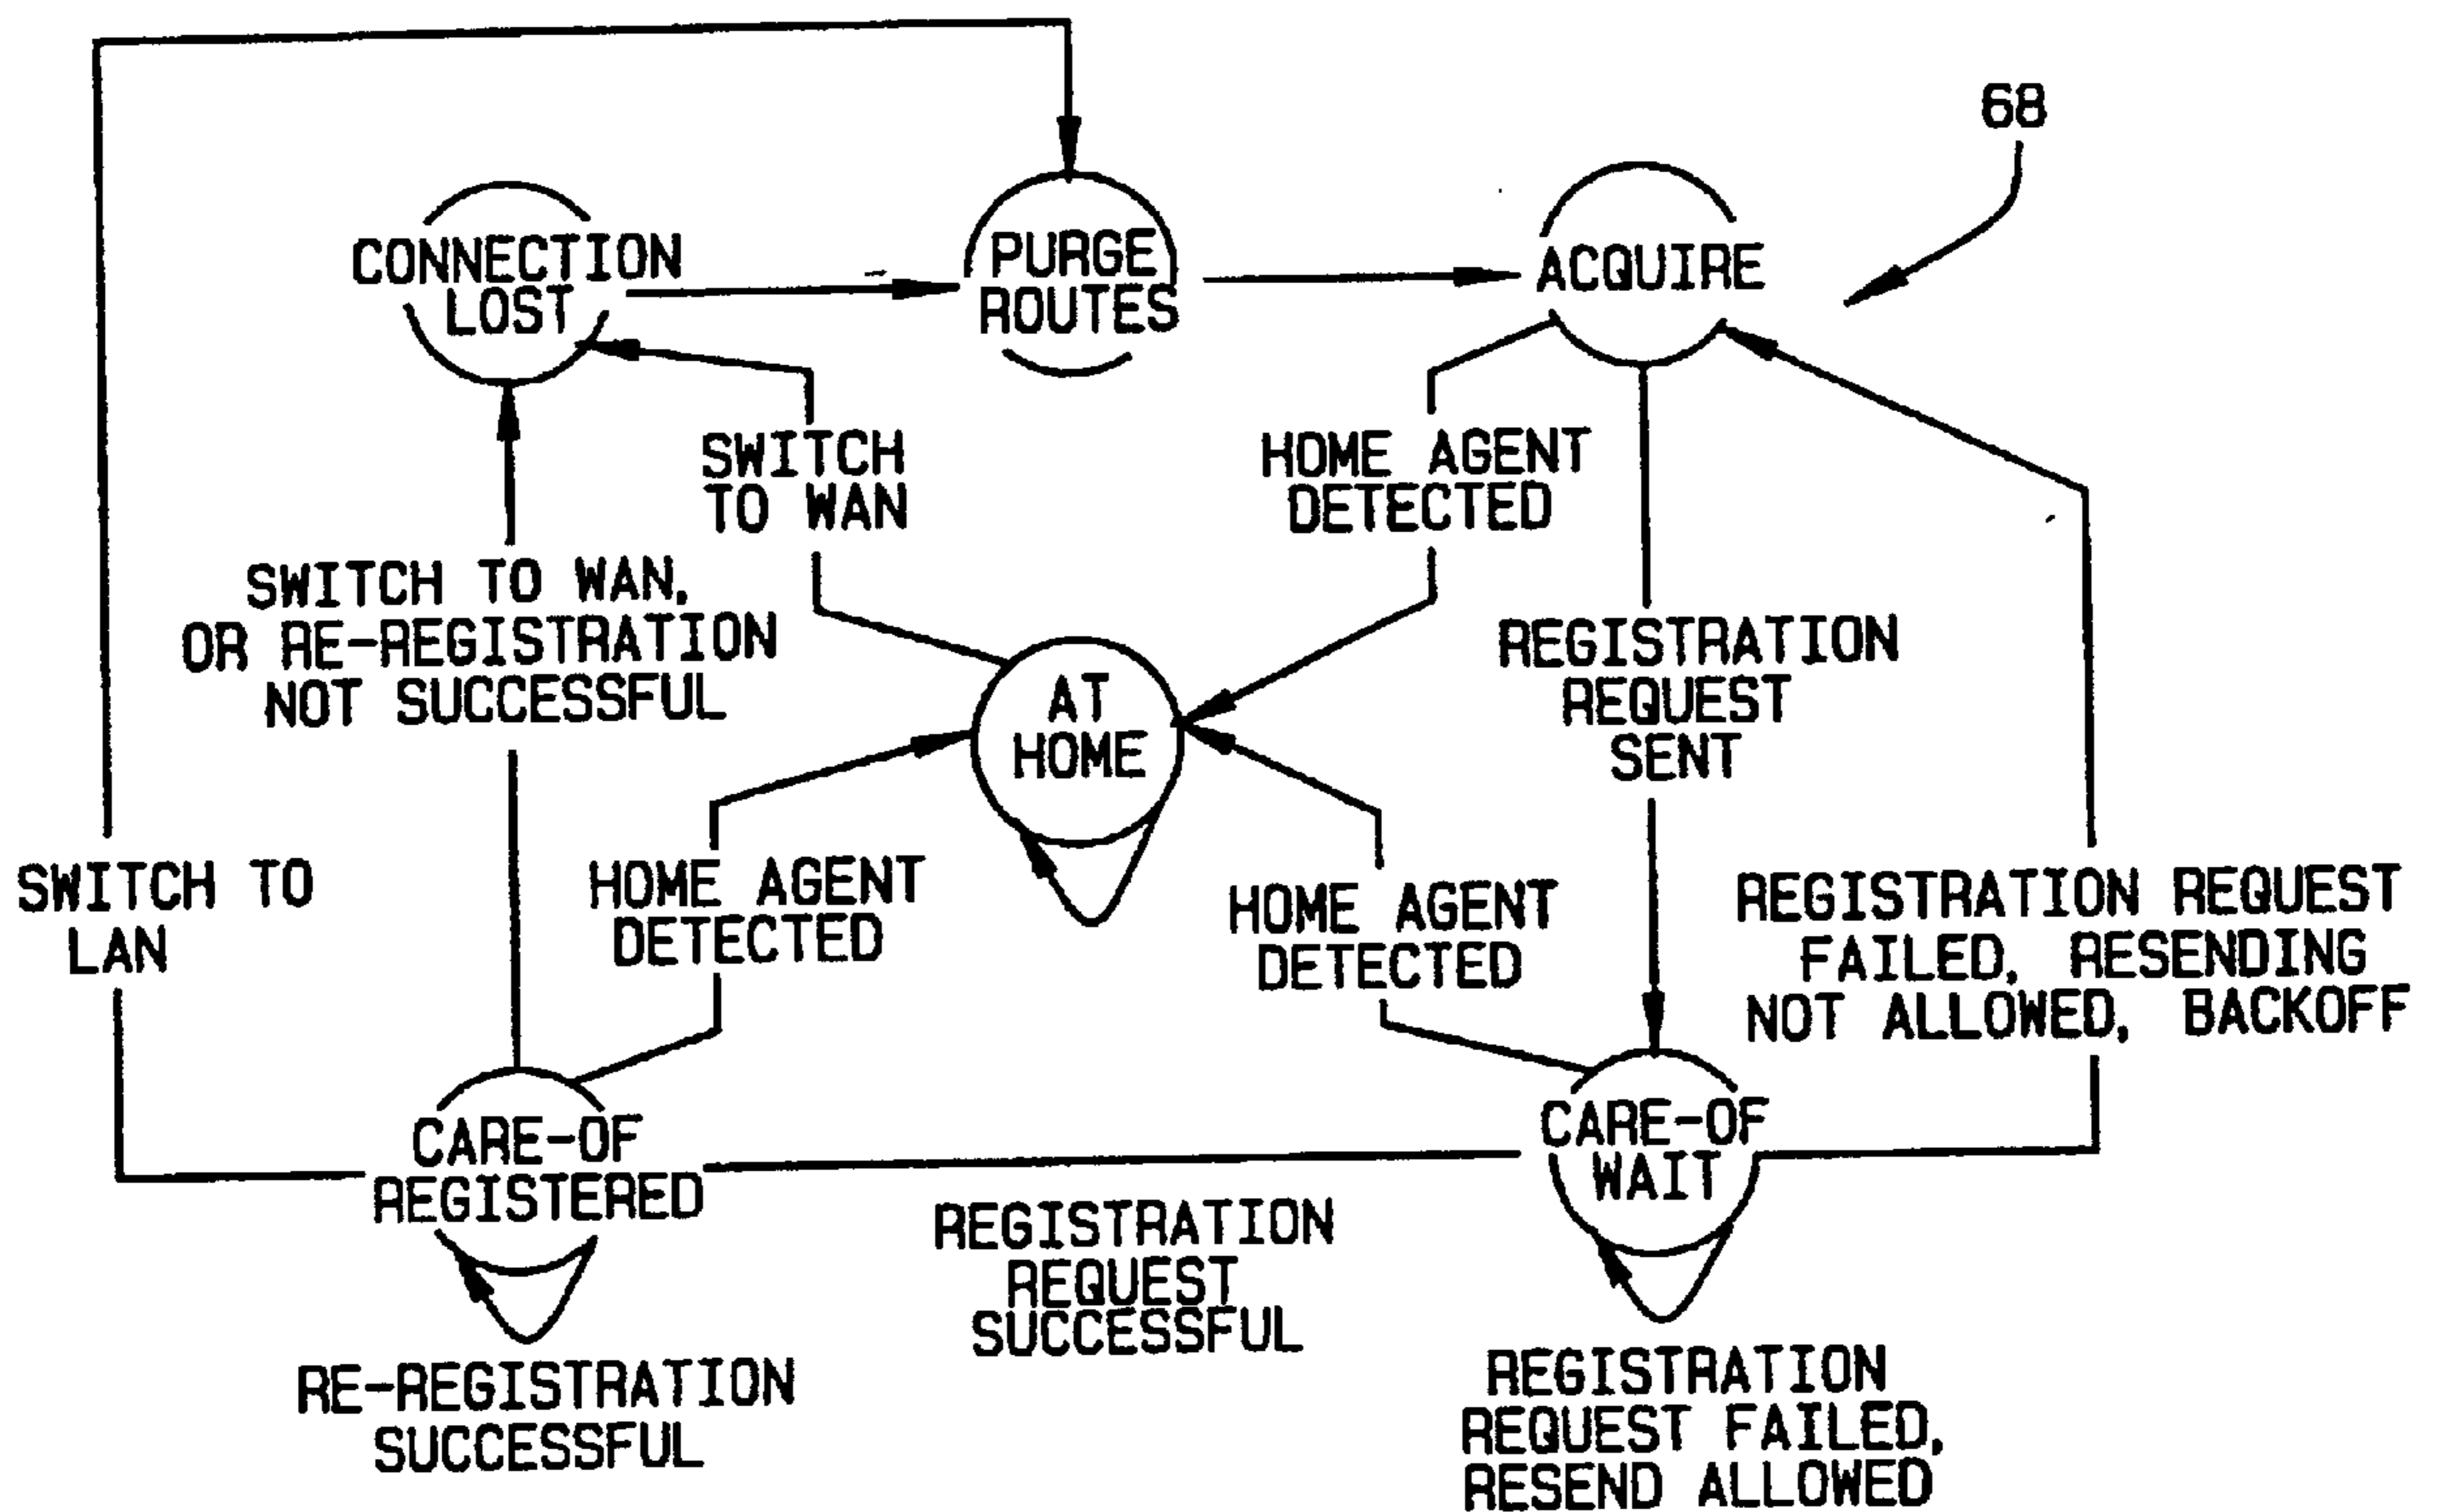 68
CONNECTION
LOST
PURGE
ROUTES
ACQUIRE
SWITCH
TO WAN
HOME AGENT
DETECTED
SWITCH TO WAN,
OR RE-REGISTRATION
NOT SUCCESSFUL
REGISTRATION
REQUEST
SENT
AT
HOME
SWITCH TO
LAN
HOME AGENT
DETECTED
HOME AGENT
DETECTED
REGISTRATION REQUEST
FAILED, RESENDING
NOT ALLOWED, BACKOFF
CARE-OF
REGISTERED
CARE-OF
WAIT
REGISTRATION
REQUEST
SUCCESSFUL
RE-REGISTRATION
SUCCESSFUL
REGISTRATION
REQUEST FAILED,
RESEND ALLOWED